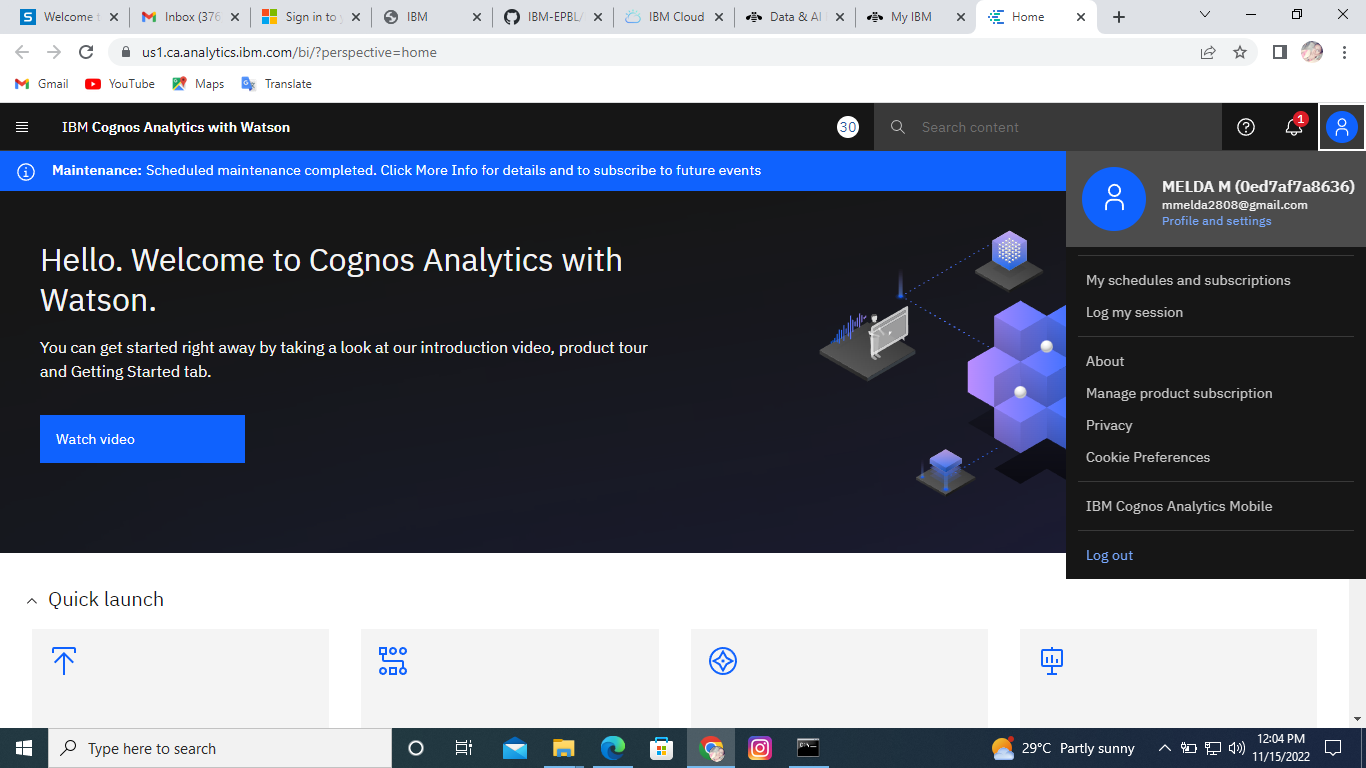 Welcome t
Inbox (376
Sign in to y
IBM
IBM-EPBL/
IBM Cloud
Data & AI
My IBM
Home
us1.ca.analytics.ibm.com/bi/?perspective=home
Gmail
YouTube
Maps
Translate
IBM Cognos Analytics with Watson
30
Search content
1
Maintenance: Scheduled maintenance completed. Click More Info for details and to subscribe to future events
MELDA M (0ed7af7a8636)
mmelda2808@gmail.com
Profile and settings
Hello. Welcome to Cognos Analytics with
Watson.
You can get started right away by taking a look at our introduction video, product tour
and Getting Started tab.
Watch video
My schedules and subscriptions
Log my session
About
Manage product subscription
Privacy
Cookie Preferences
IBM Cognos Analytics Mobile
Log out
Quick launch
Type here to search
29°C Partly sunny
12:04 PM
11/15/2022